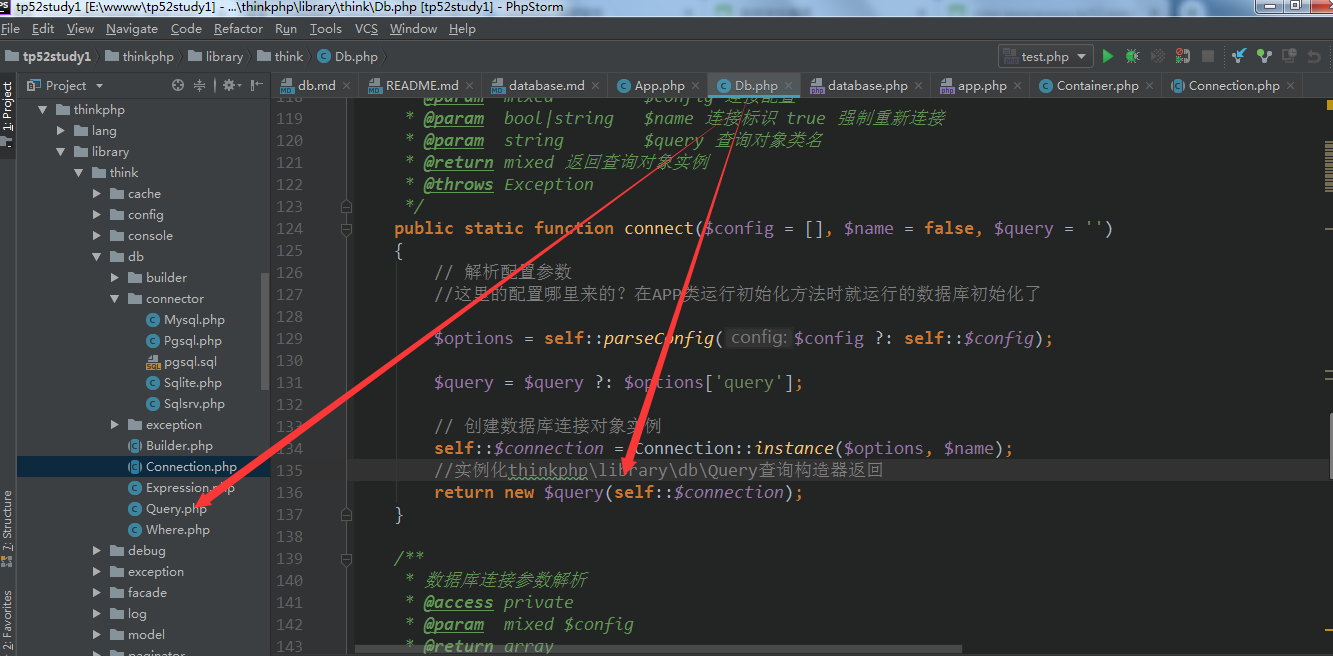 tp52study1 [E:\wwww\tp52study1] - ...\thinkphp\library\think\Db.php [tp52study1] - PhpStorm
File Edit View Navigate Code Refactor Run Tools VCS Window Help
tp52study1 thinkphp library think Db.php test.php
Project
db.md README.md database.md App.php Db.php database.php app.php Container.php Connection.php
1: Project
7: Structure
2: Favorites
thinkphp
lang
library
think
cache
config
console
db
builder
connector
Mysql.php
Pgsql.php
pgsql.sql
Sqlite.php
Sqlsrv.php
exception
Builder.php
Connection.php
Expression.php
Query.php
Where.php
debug
exception
facade
log
model
paginator
118 * @param mixed $config 连接配置
119 * @param bool|string $name 连接标识 true 强制重新连接
120 * @param string $query 查询对象类名
121 * @return mixed 返回查询对象实例
122 * @throws Exception
123 */
124 public static function connect($config = [], $name = false, $query = '')
125 {
126 // 解析配置参数
127 //这里的配置哪里来的？在APP类运行初始化方法时就运行的数据库初始化了
128
129 $options = self::parseConfig( config: $config ?: self::$config);
130
131 $query = $query ?: $options['query'];
132
133 // 创建数据库连接对象实例
134 self::$connection = Connection::instance($options, $name);
135 //实例化thinkphp\library\db\Query查询构造器返回
136 return new $query(self::$connection);
137 }
138
139 /**
140 * 数据库连接参数解析
141 * @access private
142 * @param mixed $config
143 * @return array